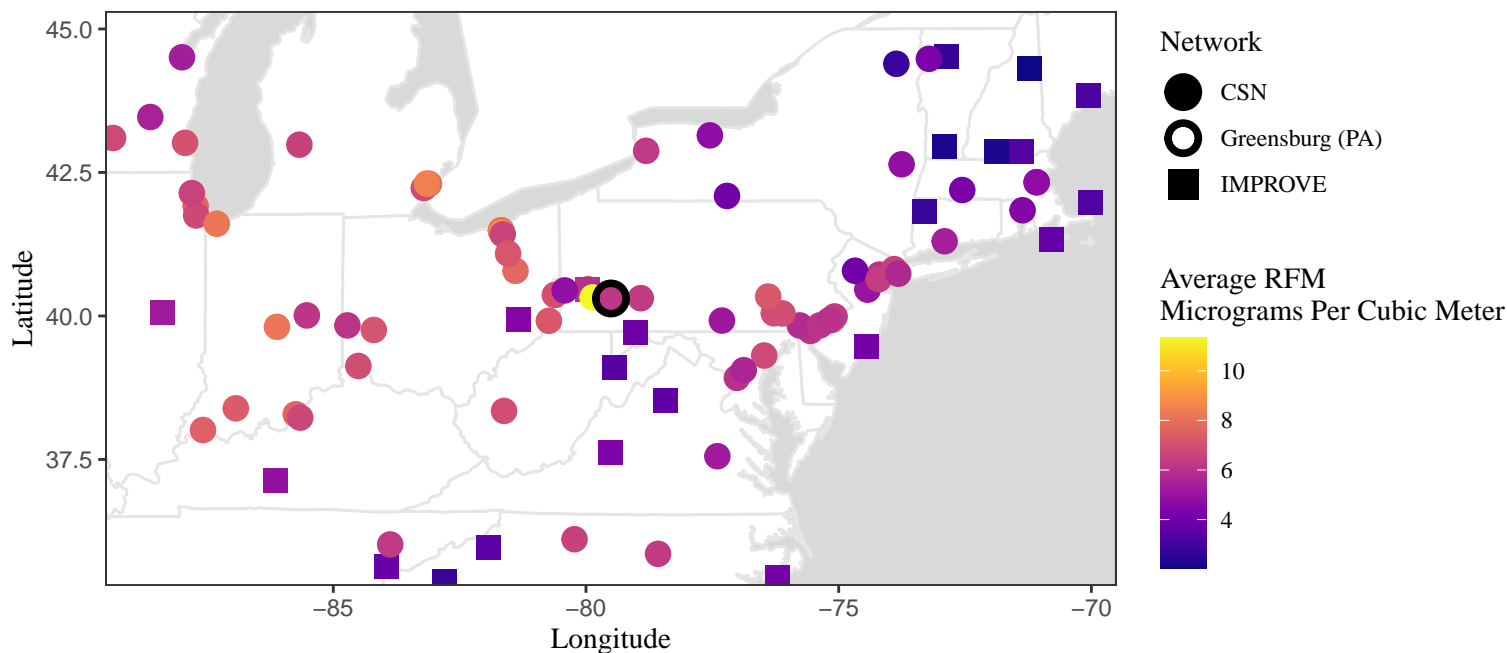 45.0
42.5
40.0
37.5
Latitude
−85
−80
−75
−70
Longitude
Network
CSN
Greensburg (PA)
IMPROVE
Average RFM
Micrograms Per Cubic Meter
10
8
6
4